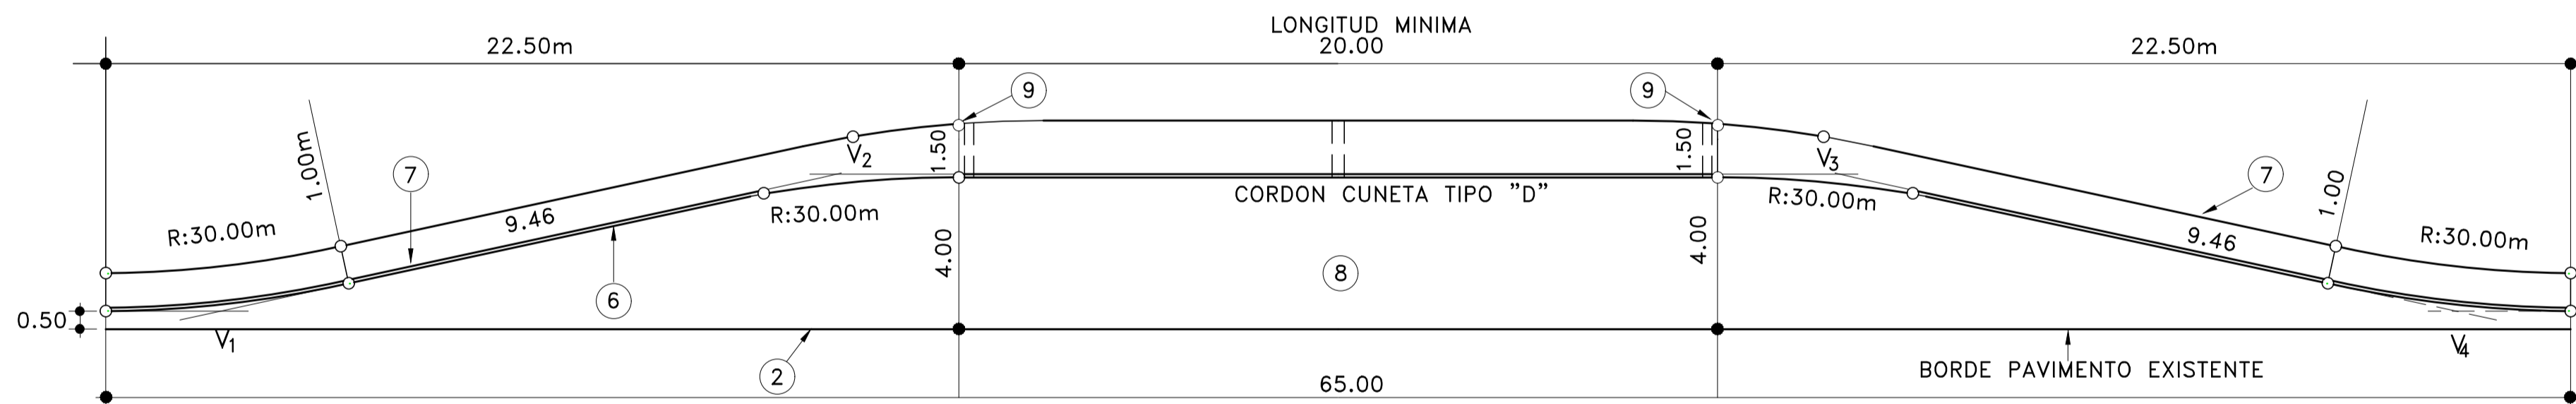 LONGITUD MINIMA
22.50m
20.00
22.50m
9
9
1.00m
7
V2
1.50
1.50
V3
7
1.00
R:30.00m
9.46
R:30.00m
CORDON CUNETA TIPO "D"
R:30.00m
9.46
R:30.00m
4.00
4.00
6
8
0.50
V1
2
BORDE PAVIMENTO EXISTENTE
V4
65.00